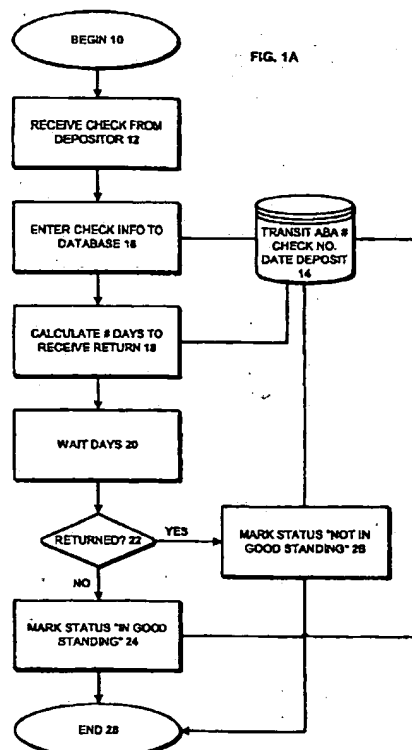 BEGIN 10
FIG. 1A
RECEIVE CHECK FROM
DEPOSITOR 12
ENTER CHECK INFO TO
DATABASE 16
TRANSIT ABA #
CHECK NO.
DATE DEPOSIT
14
CALCULATE # DAYS TO
RECEIVE RETURN 18
WAIT DAYS 20
RETURNED? 22
YES
MARK STATUS "NOT IN
GOOD STANDING" 26
NO
MARK STATUS "IN GOOD
STANDING" 24
END 28